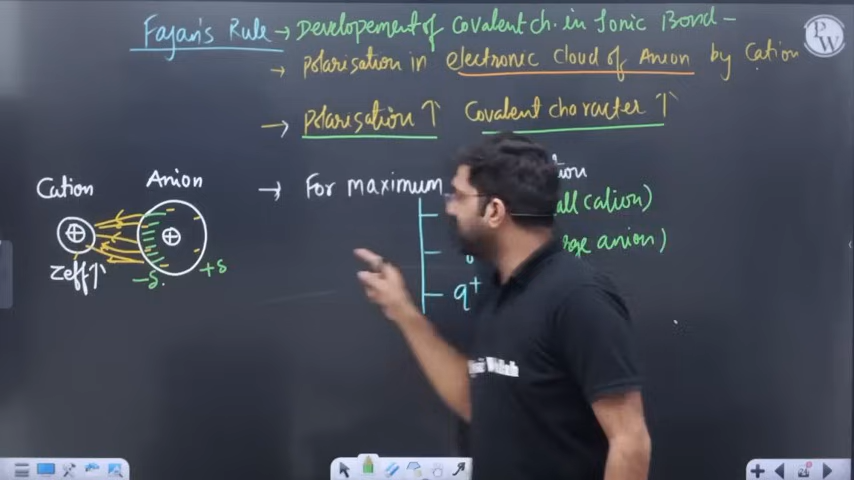 Fajan's Rule → Developement of Covalent ch. in Ionic Bond –
→ Polarisation in electronic cloud of Anion by Cation
→ Polarisation ↑ Covalent character ↑
Cation Anion → For maximum
all cation)
anion)
Zeff↑ –δ. +δ q+
PW